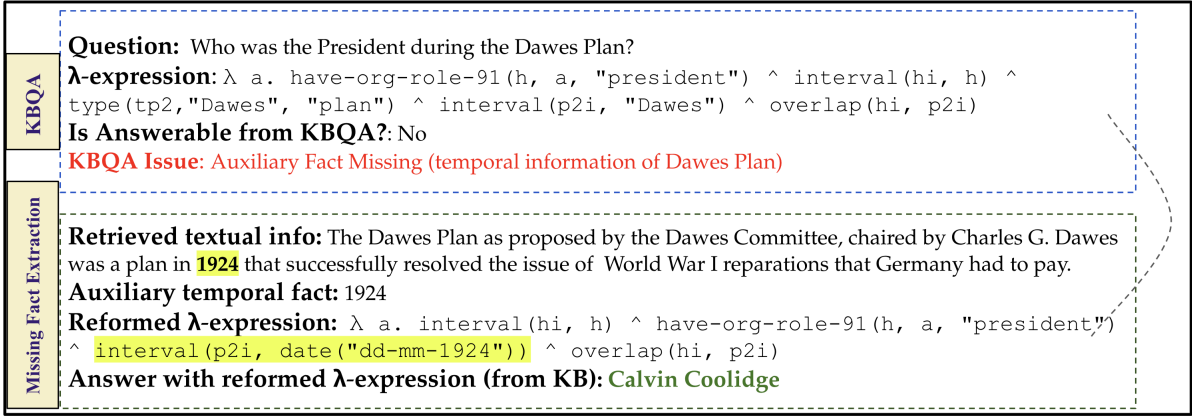 KBQA
Question: Who was the President during the Dawes Plan?
λ-expression: λ a. have-org-role-91(h, a, "president") ^ interval(hi, h) ^
type(tp2,"Dawes", "plan") ^ interval(p2i, "Dawes") ^ overlap(hi, p2i)
Is Answerable from KBQA?: No
KBQA Issue: Auxiliary Fact Missing (temporal information of Dawes Plan)
Missing Fact Extraction
Retrieved textual info: The Dawes Plan as proposed by the Dawes Committee, chaired by Charles G. Dawes
was a plan in 1924 that successfully resolved the issue of World War I reparations that Germany had to pay.
Auxiliary temporal fact: 1924
Reformed λ-expression: λ a. interval(hi, h) ^ have-org-role-91(h, a, "president")
^ interval(p2i, date("dd-mm-1924")) ^ overlap(hi, p2i)
Answer with reformed λ-expression (from KB): Calvin Coolidge